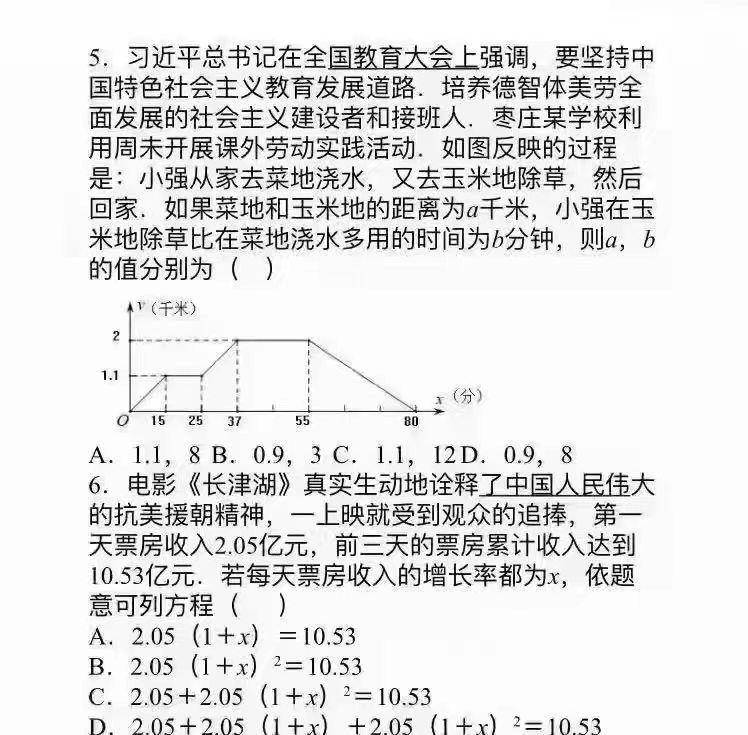 5．习近平总书记在全国教育大会上强调，要坚持中
国特色社会主义教育发展道路．培养德智体美劳全
面发展的社会主义建设者和接班人．枣庄某学校利
用周末开展课外劳动实践活动．如图反映的过程
是：小强从家去菜地浇水，又去玉米地除草，然后
回家．如果菜地和玉米地的距离为a千米，小强在玉
米地除草比在菜地浇水多用的时间为b分钟，则a，b
的值分别为（　）
y（千米）
2
1.1
x（分）
O 15 25 37 55 80
A．1.1，8 B．0.9，3 C．1.1，12 D．0.9，8
6．电影《长津湖》真实生动地诠释了中国人民伟大
的抗美援朝精神，一上映就受到观众的追捧，第一
天票房收入2.05亿元，前三天的票房累计收入达到
10.53亿元．若每天票房收入的增长率都为x，依题
意可列方程（　）
A．2.05（1＋x）＝10.53
B．2.05（1＋x）²＝10.53
C．2.05＋2.05（1＋x）²＝10.53
D．2.05＋2.05（1＋x）＋2.05（1＋x）²＝10.53